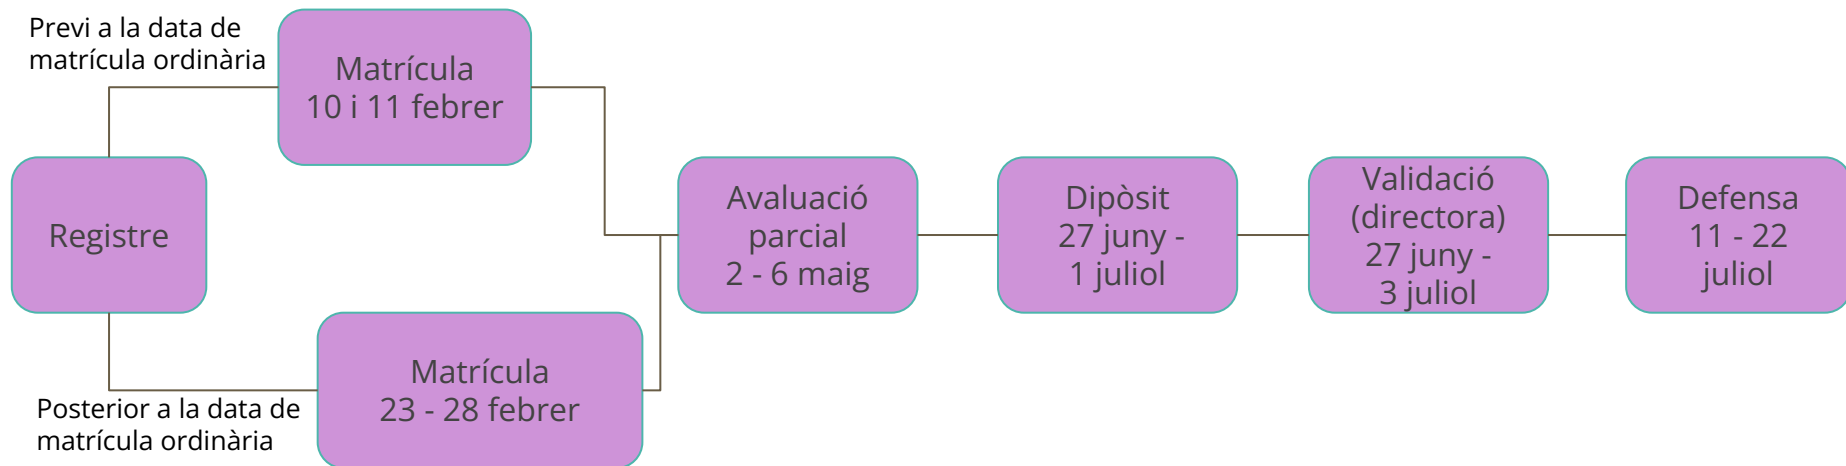 Previ a la data de
matrícula ordinària
Matrícula
10 i 11 febrer
Registre
Posterior a la data de
matrícula ordinària
Matrícula
23 - 28 febrer
Avaluació
parcial
2 - 6 maig
Dipòsit
27 juny -
1 juliol
Validació
(directora)
27 juny -
3 juliol
Defensa
11 - 22
juliol